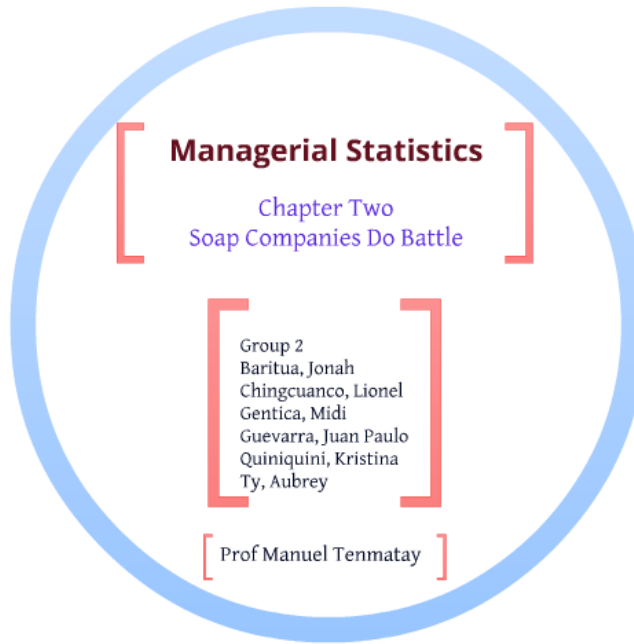 Managerial Statistics
Chapter Two
Soap Companies Do Battle
Group 2
Baritua, Jonah
Chingcuanco, Lionel
Gentica, Midi
Guevarra, Juan Paulo
Quiniquini, Kristina
Ty, Aubrey
Prof Manuel Tenmatay